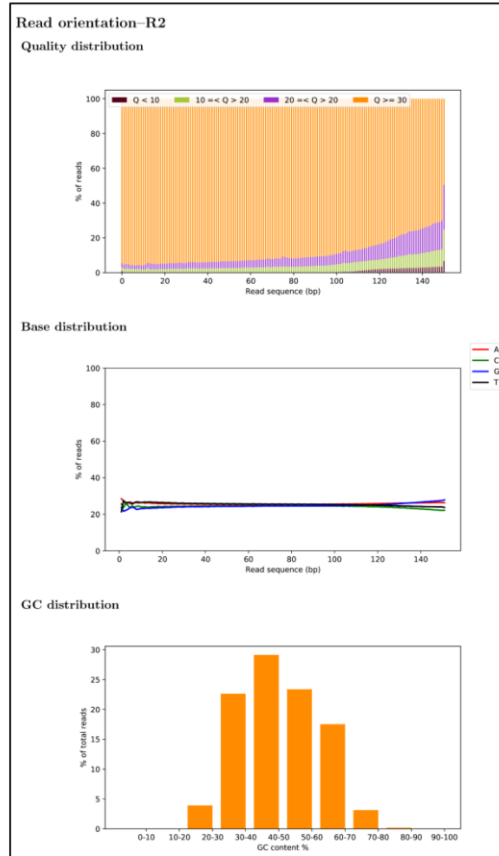 Read orientation–R2
Quality distribution
Q < 10 10 =< Q > 20 20 =< Q > 20 Q >= 30
100
80
60
40
20
0
% of reads
0 20 40 60 80 100 120 140
Read sequence (bp)
Base distribution
A
C
G
T
100
80
60
40
20
0
% of reads
0 20 40 60 80 100 120 140
Read sequence (bp)
GC distribution
30
25
20
15
10
5
0
% of total reads
0-10 10-20 20-30 30-40 40-50 50-60 60-70 70-80 80-90 90-100
GC content %